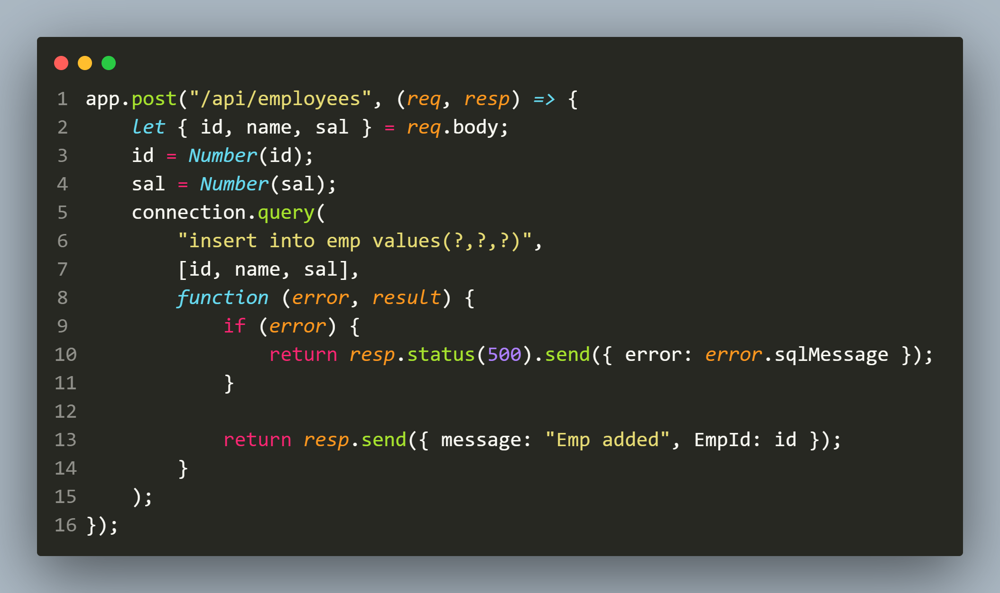 1 app.post("/api/employees", (req, resp) => {
2     let { id, name, sal } = req.body;
3     id = Number(id);
4     sal = Number(sal);
5     connection.query(
6         "insert into emp values(?,?,?)",
7         [id, name, sal],
8         function (error, result) {
9             if (error) {
10                 return resp.status(500).send({ error: error.sqlMessage });
11             }
12
13             return resp.send({ message: "Emp added", EmpId: id });
14         }
15     );
16 });